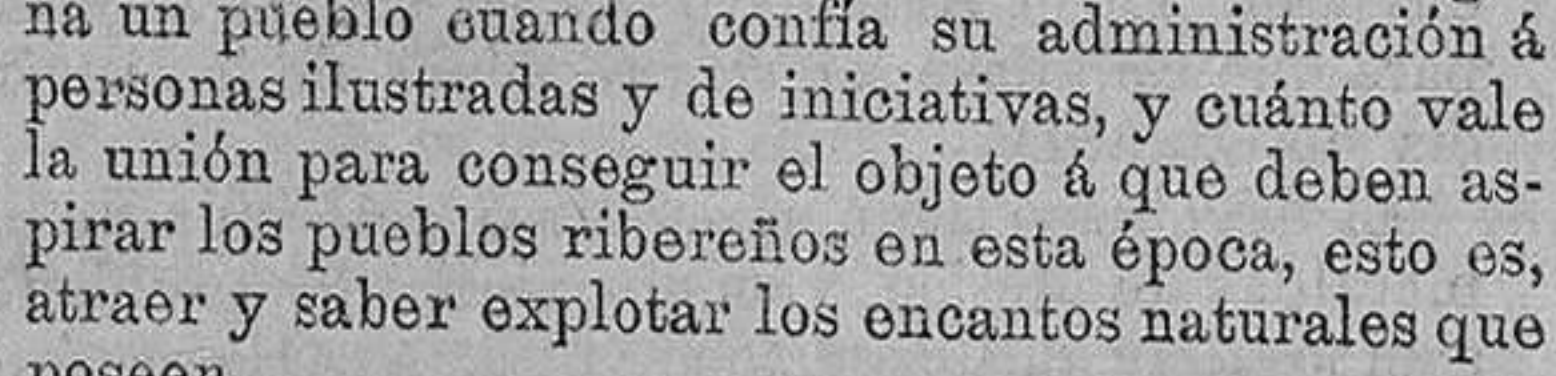 na un pueblo cuando confía su administración á
personas ilustradas y de iniciativas, y cuánto vale
la unión para conseguir el objeto á que deben as-
pirar los pueblos ribereños en esta época, esto es,
atraer y saber explotar los encantos naturales que
poseen